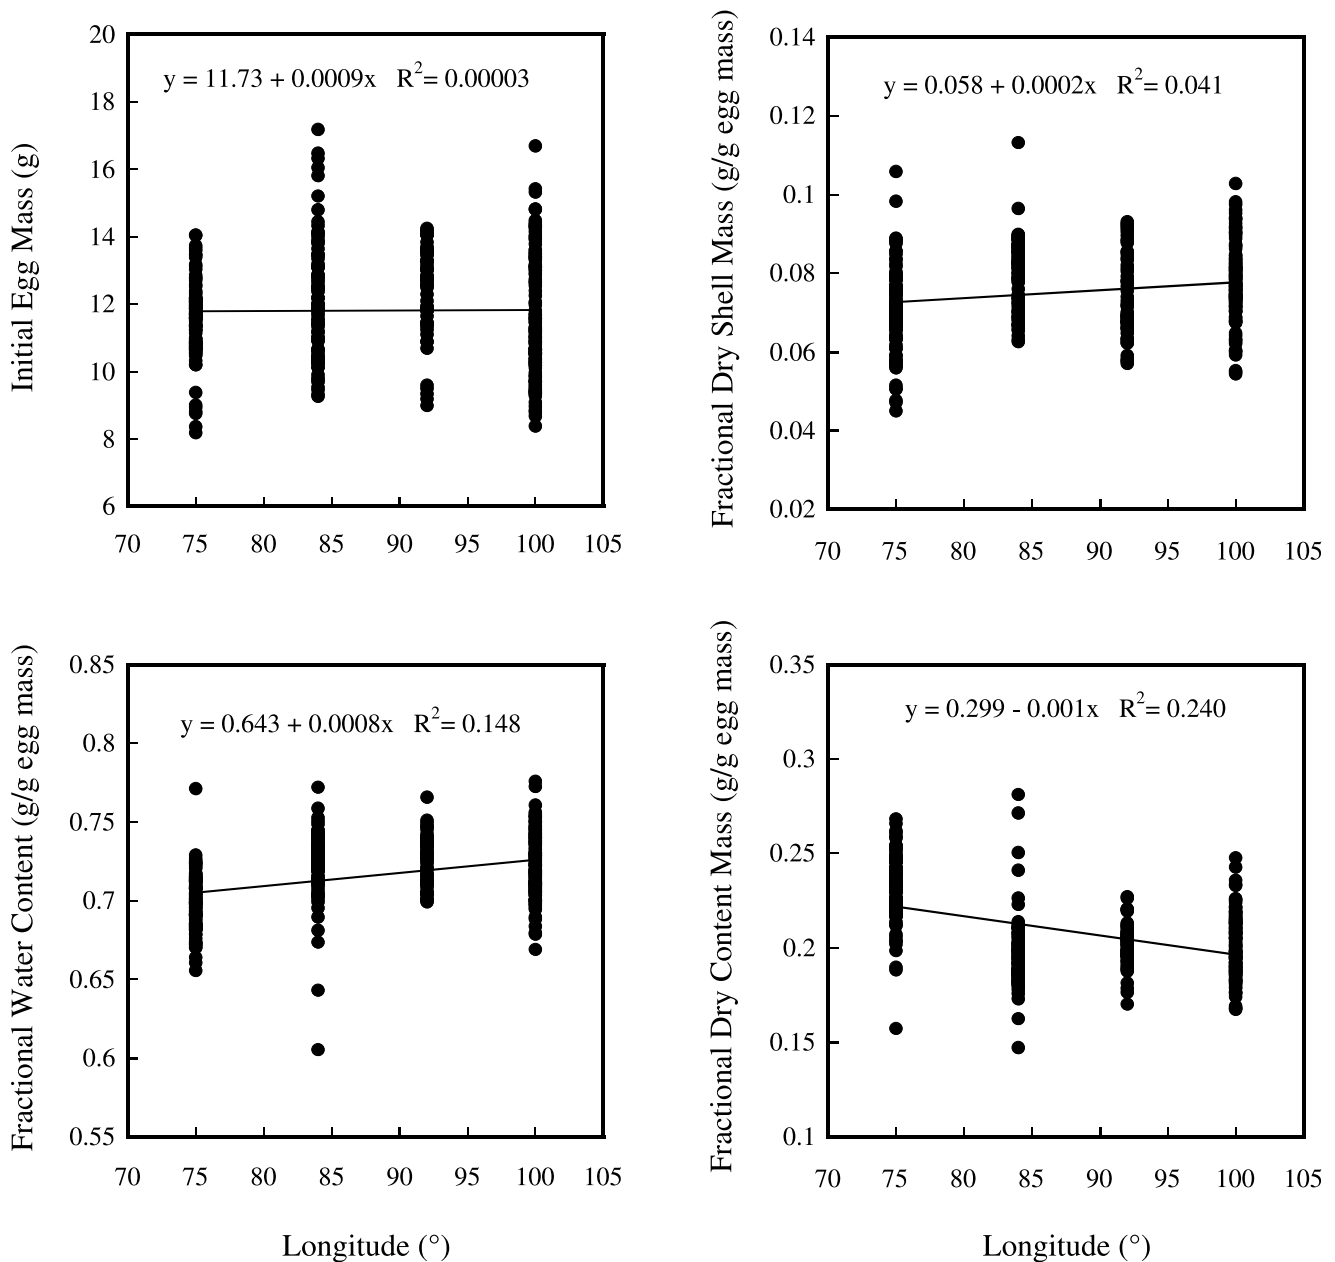 Initial Egg Mass (g)
y = 11.73 + 0.0009x R²= 0.00003
20
18
16
14
12
10
8
6
70 75 80 85 90 95 100 105
Fractional Dry Shell Mass (g/g egg mass)
y = 0.058 + 0.0002x R²= 0.041
0.14
0.12
0.1
0.08
0.06
0.04
0.02
70 75 80 85 90 95 100 105
Fractional Water Content (g/g egg mass)
y = 0.643 + 0.0008x R²= 0.148
0.85
0.8
0.75
0.7
0.65
0.6
0.55
70 75 80 85 90 95 100 105
Longitude (°)
Fractional Dry Content Mass (g/g egg mass)
y = 0.299 - 0.001x R²= 0.240
0.35
0.3
0.25
0.2
0.15
0.1
70 75 80 85 90 95 100 105
Longitude (°)